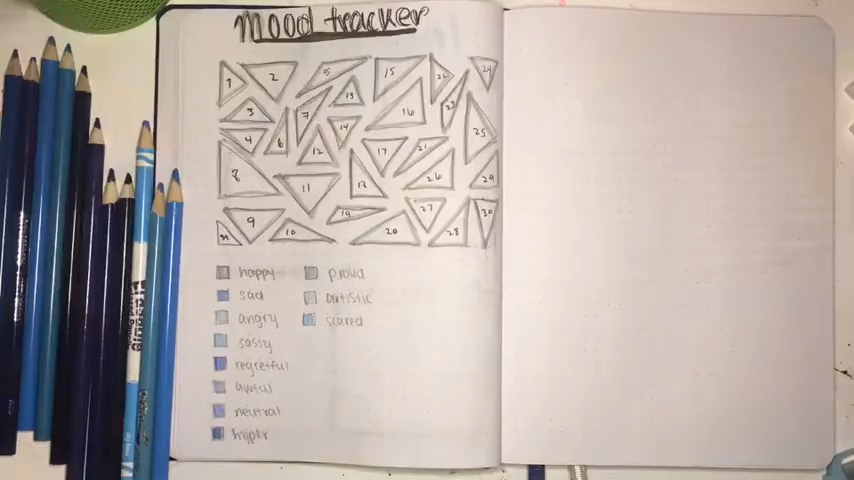 mood tracker
1 2 5 15 22 24
3 7 13 16 23 25
4 6 12 14 17 21
8 11 26 29
9 10 19 20 27 28 30
31
happy proud
sad artistic
angry scared
sassy
regretful
awful
neutral